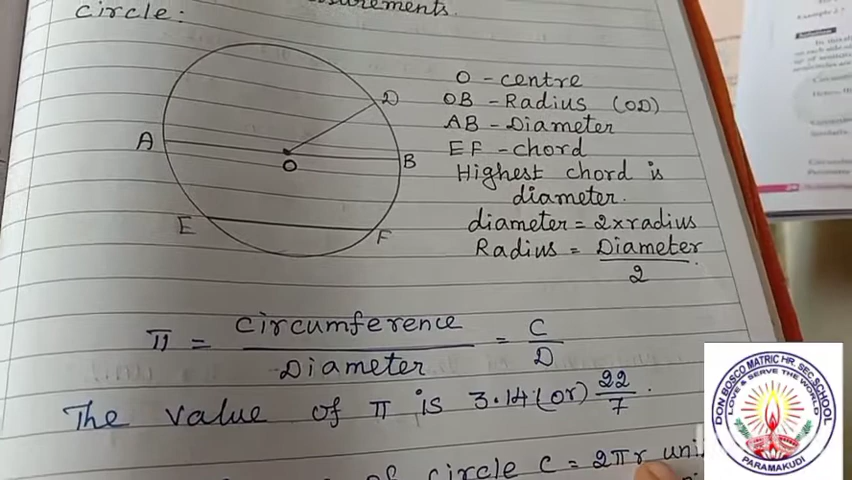 circle:
surements.
O - centre
OB - Radius (OD)
AB - Diameter
EF - chord
Highest chord is
diameter.
diameter = 2×radius
Radius = Diameter
2
A
D
O
B
E
F
π = circumference = C
Diameter D
The value of π is 3.14 (or) 22
7
of circle C = 2πr
DON BOSCO MATRIC HR. SEC. SCHOOL
LOVE & SERVE THE WORLD
PARAMAKUDI